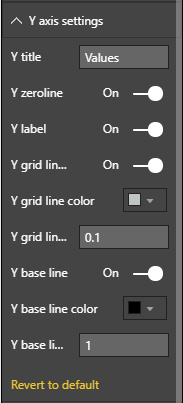 Y axis settings
Y title Values
Y zeroline On
Y label On
Y grid lin... On
Y grid line color
Y grid lin... 0.1
Y base line On
Y base line color
Y base li... 1
Revert to default